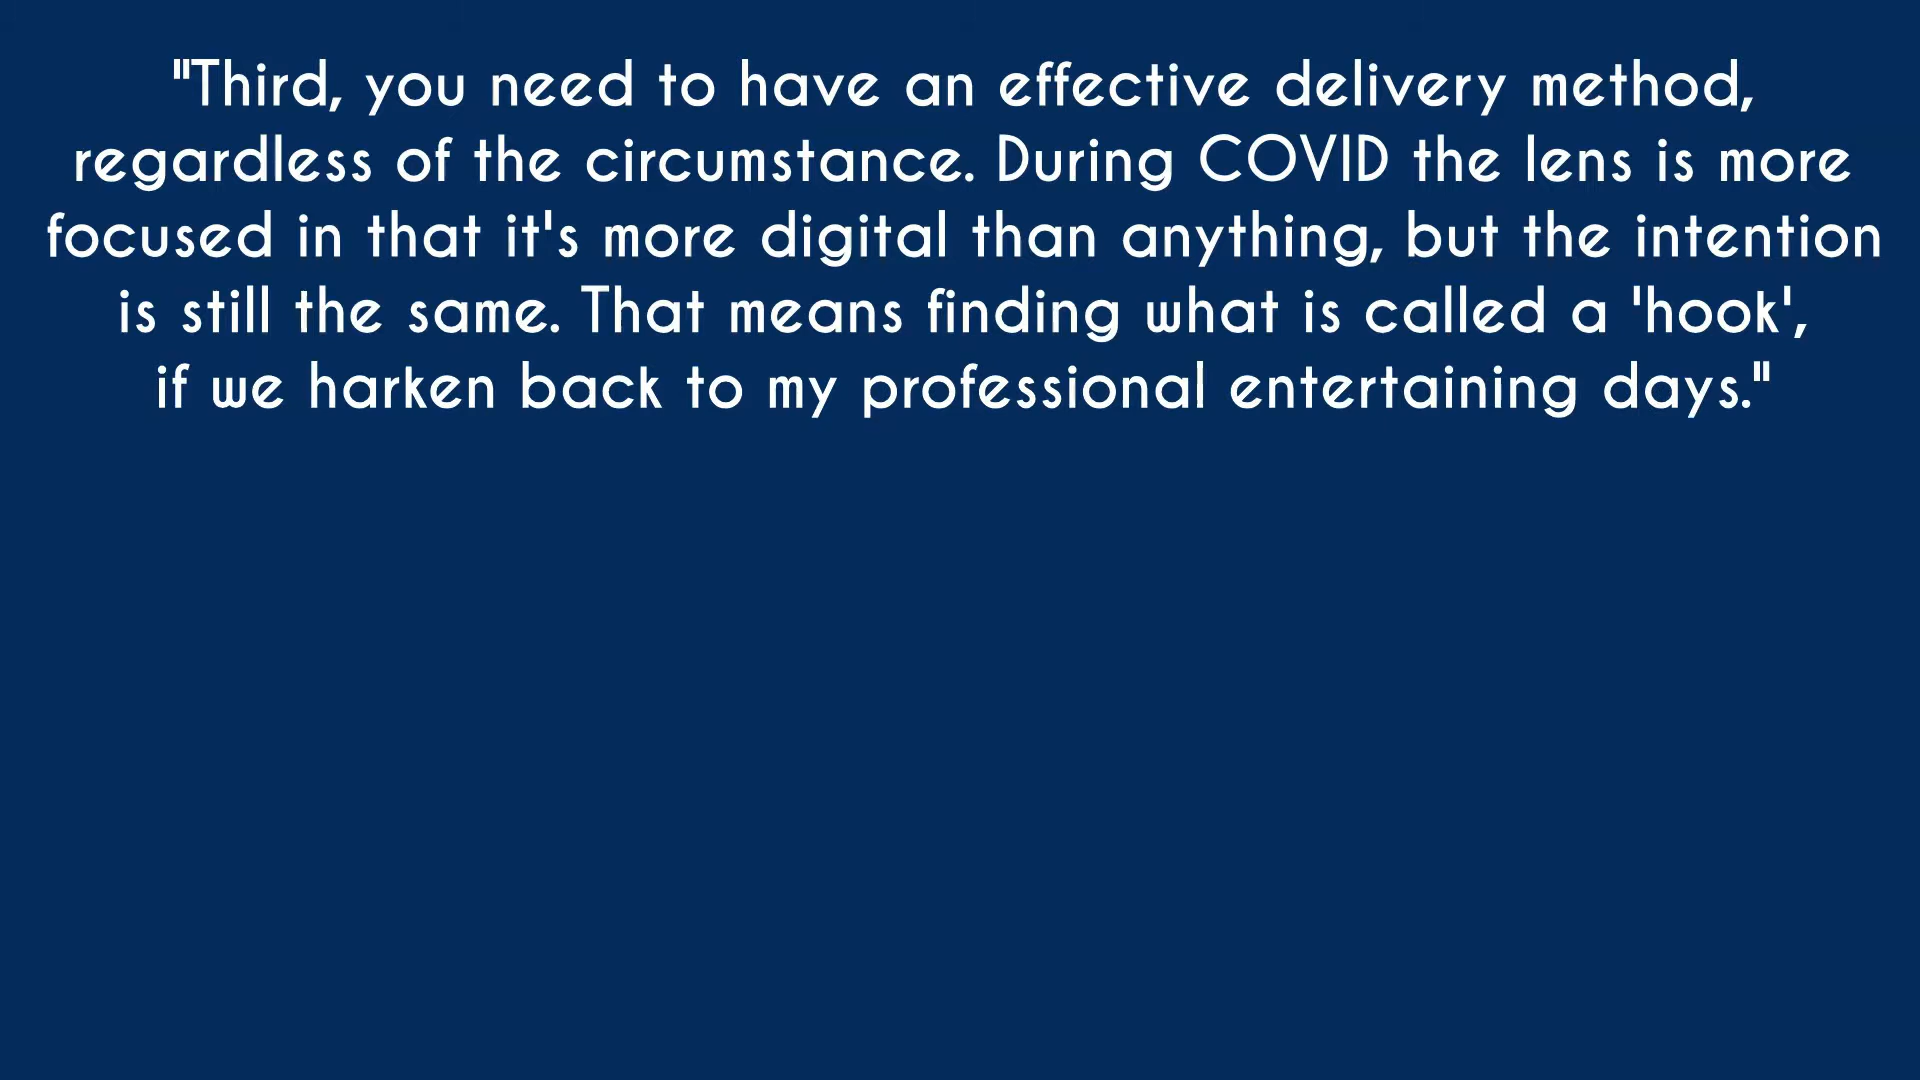 "Third, you need to have an effective delivery method,
regardless of the circumstance. During COVID the lens is more
focused in that it's more digital than anything, but the intention
is still the same. That means finding what is called a 'hook',
if we harken back to my professional entertaining days."